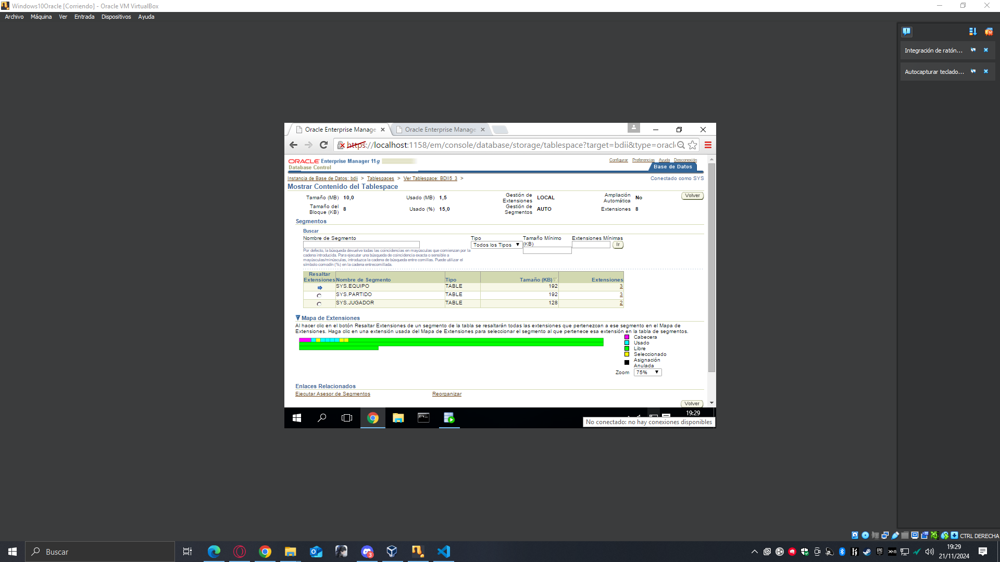 Windows10Oracle [Corriendo] - Oracle VM VirtualBox
Archivo Máquina Ver Entrada Dispositivos Ayuda
Integración de ratón...
Autocapturar teclado...
Oracle Enterprise Manage
Oracle Enterprise Manage
https://localhost:1158/em/console/database/storage/tablespace?target=bdii&type=oracl
ORACLE Enterprise Manager 11g
Database Control
Configurar Preferencias Ayuda Desconexión
Base de Datos
Instancia de Base de Datos: bdii > Tablespaces > Ver Tablespace: BDII5_3 >
Conectado como SYS
Mostrar Contenido del Tablespace
Tamaño (MB) 10,0
Usado (MB) 1,5
Gestión de Extensiones LOCAL
Ampliación Automática No
Volver
Tamaño del Bloque (KB) 8
Usado (%) 15,0
Gestión de Segmentos AUTO
Extensiones 8
Segmentos
Buscar
Nombre de Segmento
Tipo
Tamaño Mínimo (KB)
Extensiones Mínimas
Todos los Tipos
Ir
Por defecto, la búsqueda devuelve todas las coincidencias en mayúsculas que comienzan por la
cadena introducida. Para ejecutar una búsqueda de coincidencia exacta o sensible a
mayúsculas/minúsculas, introduzca la cadena de búsqueda entre comillas. Puede utilizar el
símbolo comodín (%) en la cadena entrecomillada.
Resaltar Extensiones Nombre de Segmento Tipo Tamaño (KB) Extensiones
SYS.EQUIPO TABLE 192 3
SYS.PARTIDO TABLE 192 3
SYS.JUGADOR TABLE 128 2
Mapa de Extensiones
Al hacer clic en el botón Resaltar Extensiones de un segmento de la tabla se resaltarán todas las extensiones que pertenezcan a ese segmento en el Mapa de
Extensiones. Haga clic en una extensión usada del Mapa de Extensiones para seleccionar el segmento al que pertenece esa extensión en la tabla de segmentos.
Cabecera
Usado
Libre
Seleccionado
Asignación
Anulada
Zoom 75%
Enlaces Relacionados
Ejecutar Asesor de Segmentos Reorganizar
Volver
19:29
No conectado: no hay conexiones disponibles
CTRL DERECHA
Buscar
3
19:29
21/11/2024